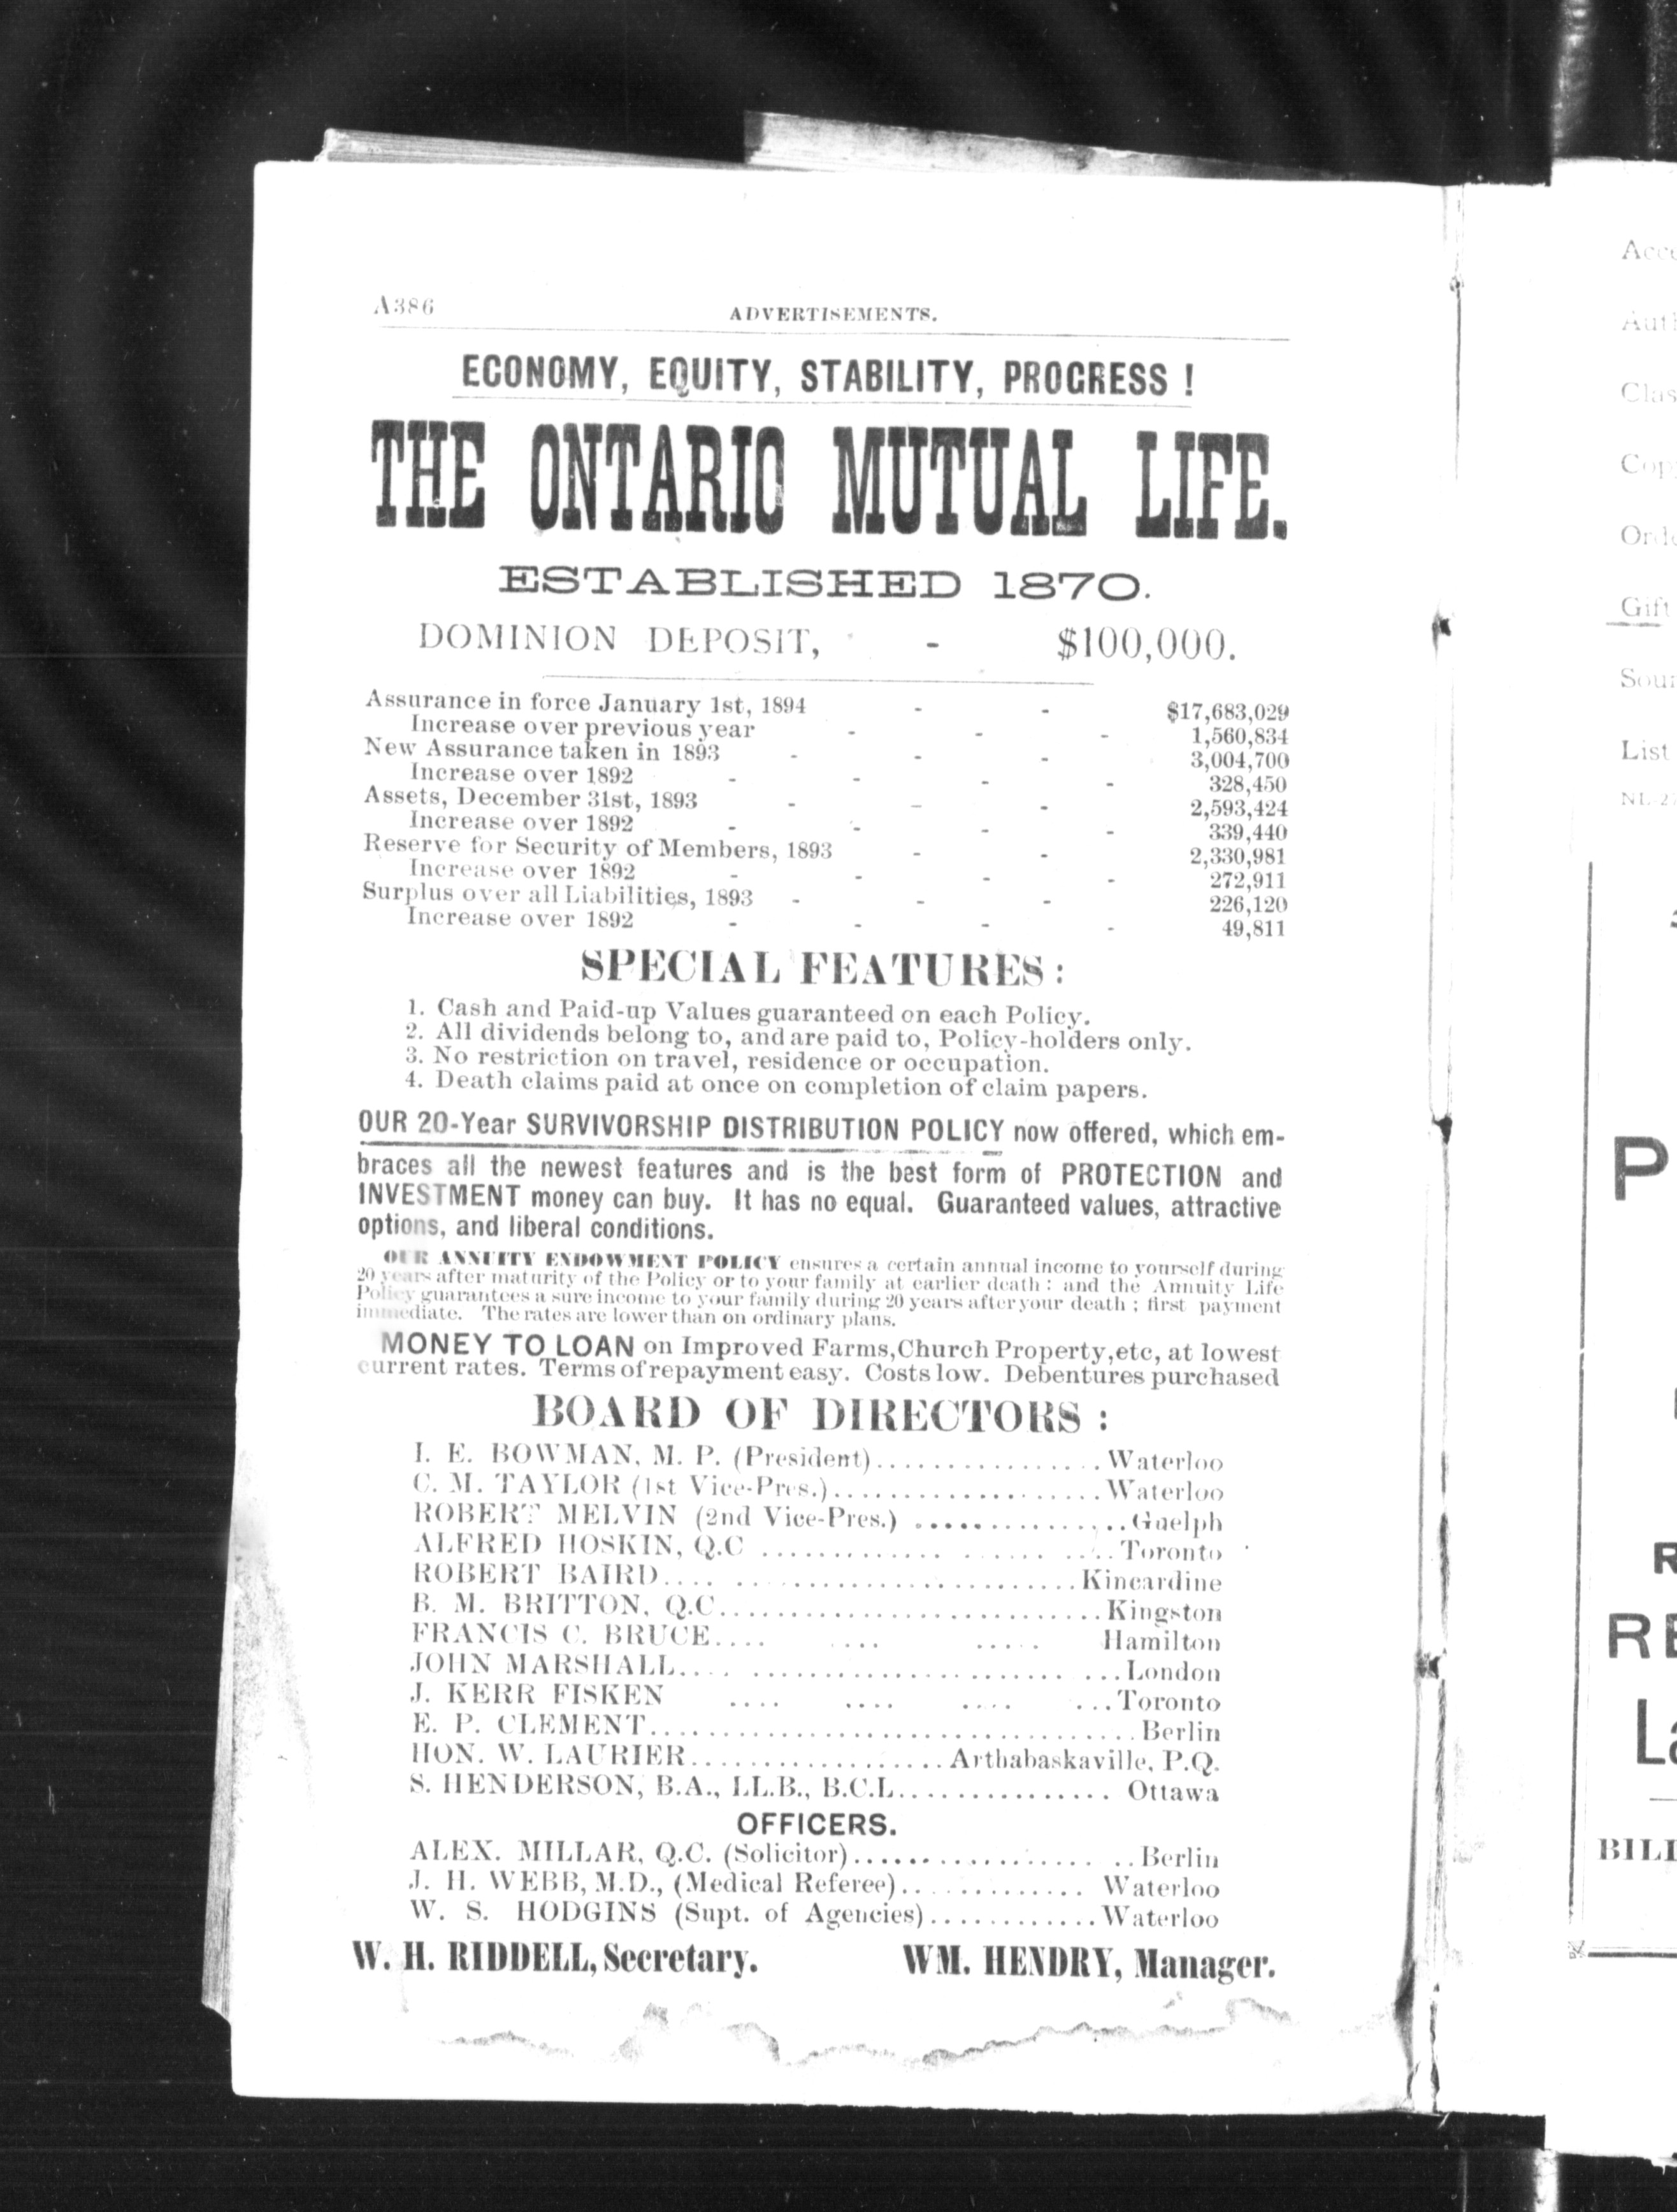 A386
ADVERTISEMENTS.
ECONOMY, EQUITY, STABILITY, PROGRESS !
THE ONTARIO MUTUAL LIFE.
ESTABLISHED 1870.
DOMINION DEPOSIT, - $100,000.
Assurance in force January 1st, 1894 - - $17,683,029
Increase over previous year - - - 1,560,834
New Assurance taken in 1893 - - - 3,004,700
Increase over 1892 - - - - 328,450
Assets, December 31st, 1893 - - - 2,593,424
Increase over 1892 - - - - 339,440
Reserve for Security of Members, 1893 - - 2,330,981
Increase over 1892 - - - - 272,911
Surplus over all Liabilities, 1893 - - - 226,120
Increase over 1892 - - - - 49,811
SPECIAL FEATURES :
1. Cash and Paid-up Values guaranteed on each Policy.
2. All dividends belong to, and are paid to, Policy-holders only.
3. No restriction on travel, residence or occupation.
4. Death claims paid at once on completion of claim papers.
OUR 20-Year SURVIVORSHIP DISTRIBUTION POLICY now offered, which em-
braces all the newest features and is the best form of PROTECTION and
INVESTMENT money can buy. It has no equal. Guaranteed values, attractive
options, and liberal conditions.
OUR ANNUITY ENDOWMENT POLICY ensures a certain annual income to yourself during
20 years after maturity of the Policy or to your family at earlier death : and the Annuity Life
Policy guarantees a sure income to your family during 20 years after your death ; first payment
immediate. The rates are lower than on ordinary plans.
MONEY TO LOAN on Improved Farms, Church Property, etc, at lowest
current rates. Terms of repayment easy. Costs low. Debentures purchased
BOARD OF DIRECTORS :
I. E. BOWMAN, M. P. (President)................Waterloo
C. M. TAYLOR (1st Vice-Pres.)...................Waterloo
ROBERT MELVIN (2nd Vice-Pres.) ...............Guelph
ALFRED HOSKIN, Q.C ......................... Toronto
ROBERT BAIRD.... ........................Kincardine
B. M. BRITTON, Q.C...........................Kingston
FRANCIS C. BRUCE.... .... ..... Hamilton
JOHN MARSHALL.... ...................... ...London
J. KERR FISKEN .... .... .... ...Toronto
E. P. CLEMENT..................................Berlin
HON. W. LAURIER..................Arthabaskaville, P.Q.
S. HENDERSON, B.A., LL.B., B.C.L............... Ottawa
OFFICERS.
ALEX. MILLAR, Q.C. (Solicitor)................. ..Berlin
J. H. WEBB, M.D., (Medical Referee)............. Waterloo
W. S. HODGINS (Supt. of Agencies)............Waterloo
W. H. RIDDELL, Secretary. WM. HENDRY, Manager.
Acc
Aut
Clas
Cop
Ord
Gift
Sour
List
P
R
RE
La
BILI